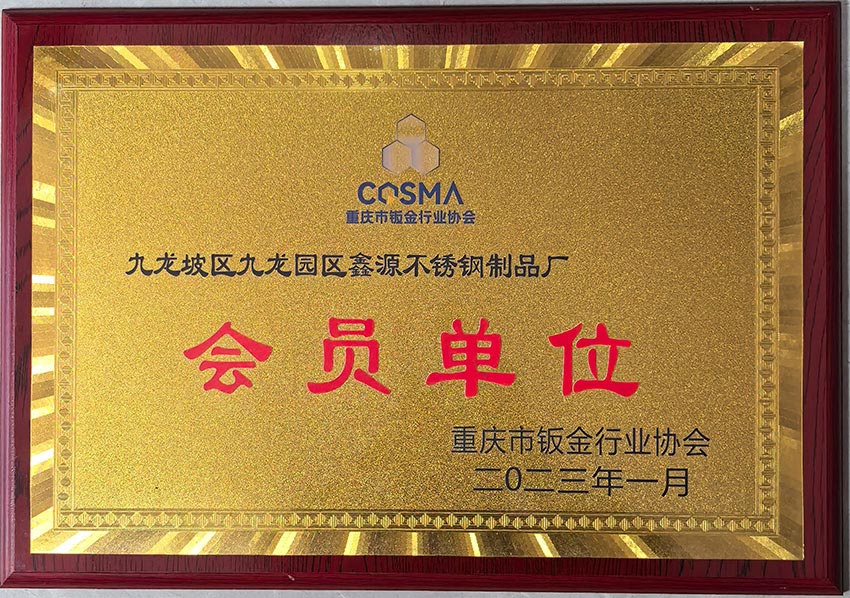 COSMA
重庆市钣金行业协会
九龙坡区九龙园区鑫源不锈钢制品厂
会员单位
重庆市钣金行业协会
二0二三年一月